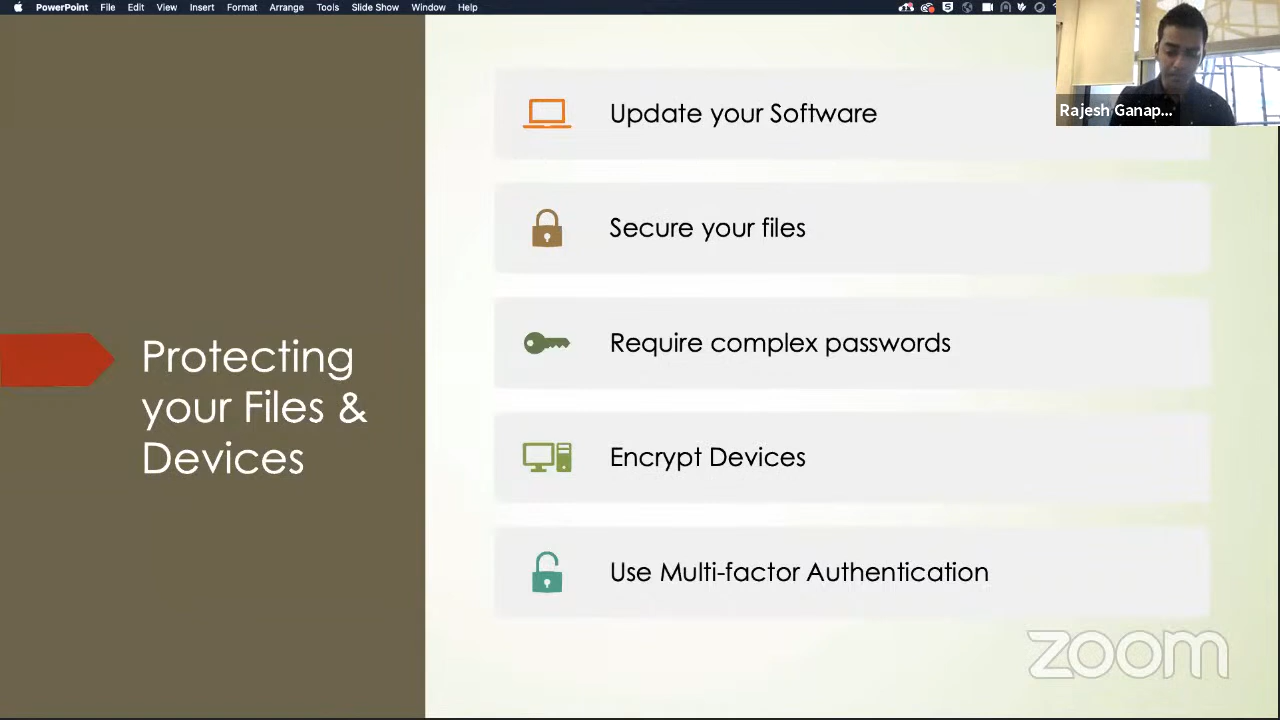 PowerPoint File Edit View Insert Format Arrange Tools Slide Show Window Help
Rajesh Ganap...
Protecting
your Files &
Devices
Update your Software
Secure your files
Require complex passwords
Encrypt Devices
Use Multi-factor Authentication
zoom